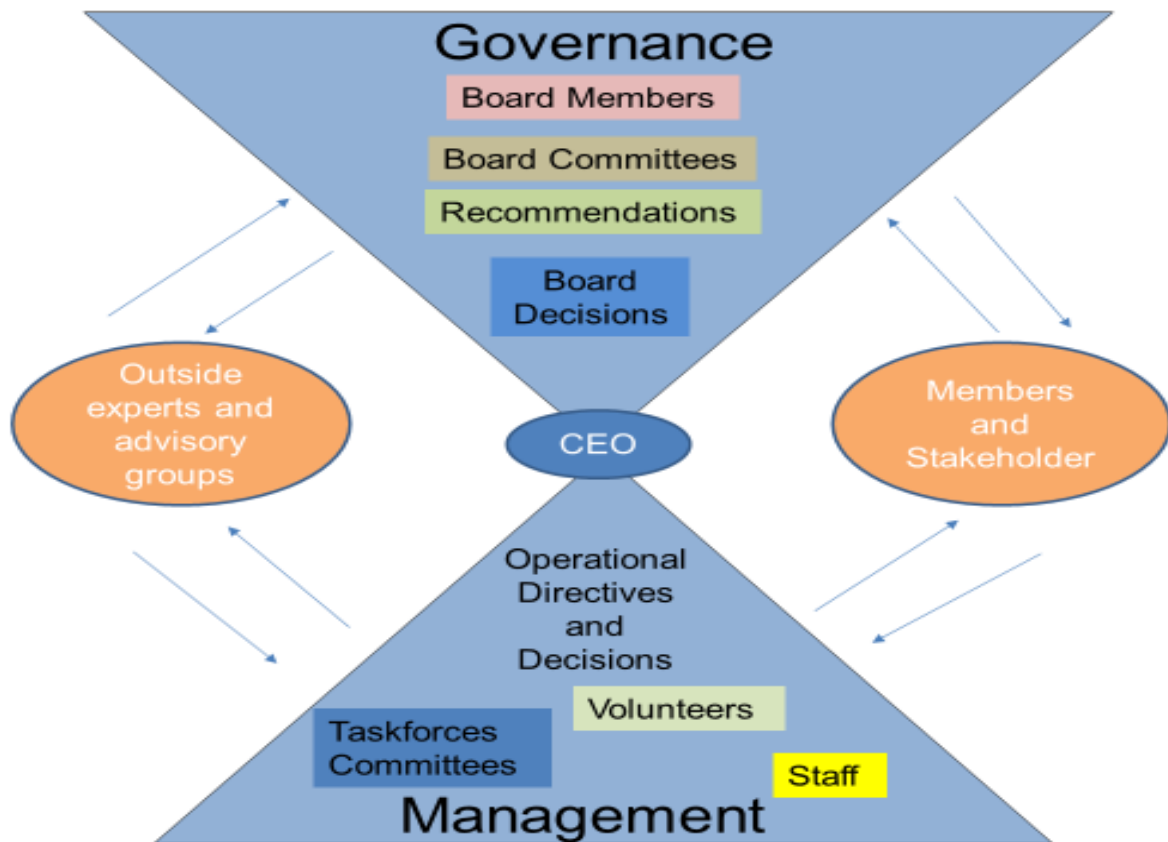 Governance
Board Members
Board Committees
Recommendations
Board
Decisions
Outside
experts and
advisory
groups
CEO
Members
and
Stakeholder
Operational
Directives
and
Decisions
Volunteers
Taskforces
Committees
Staff
Management